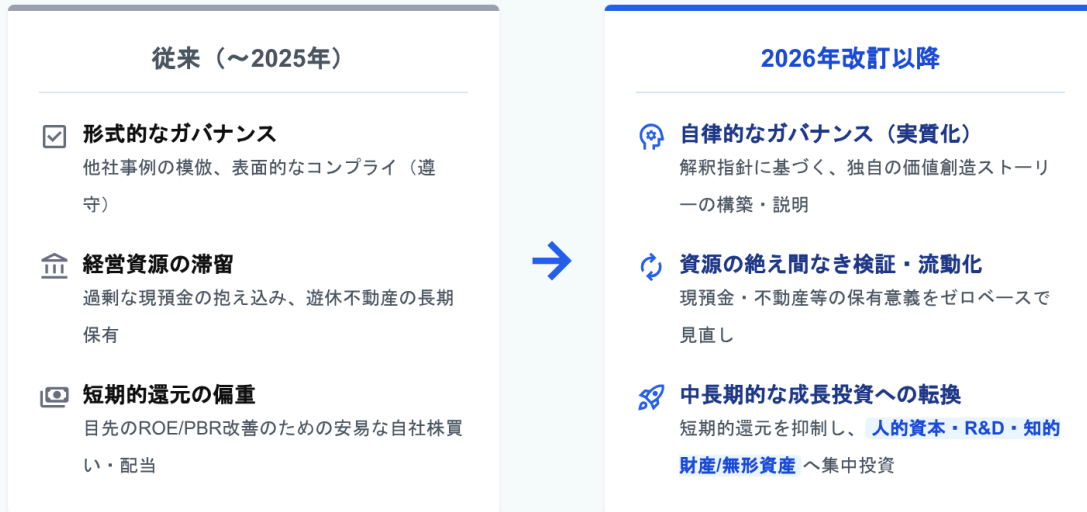 従来（～2025年）
形式的なガバナンス
他社事例の模倣、表面的なコンプライ（遵
守）
経営資源の滞留
過剰な現預金の抱え込み、遊休不動産の長期
保有
短期的還元の偏重
目先のROE/PBR改善のための安易な自社株買
い・配当
2026年改訂以降
自律的なガバナンス（実質化）
解釈指針に基づく、独自の価値創造ストーリ
ーの構築・説明
資源の絶え間なき検証・流動化
現預金・不動産等の保有意義をゼロベースで
見直し
中長期的な成長投資への転換
短期的還元を抑制し、人的資本・R&D・知的
財産/無形資産へ集中投資